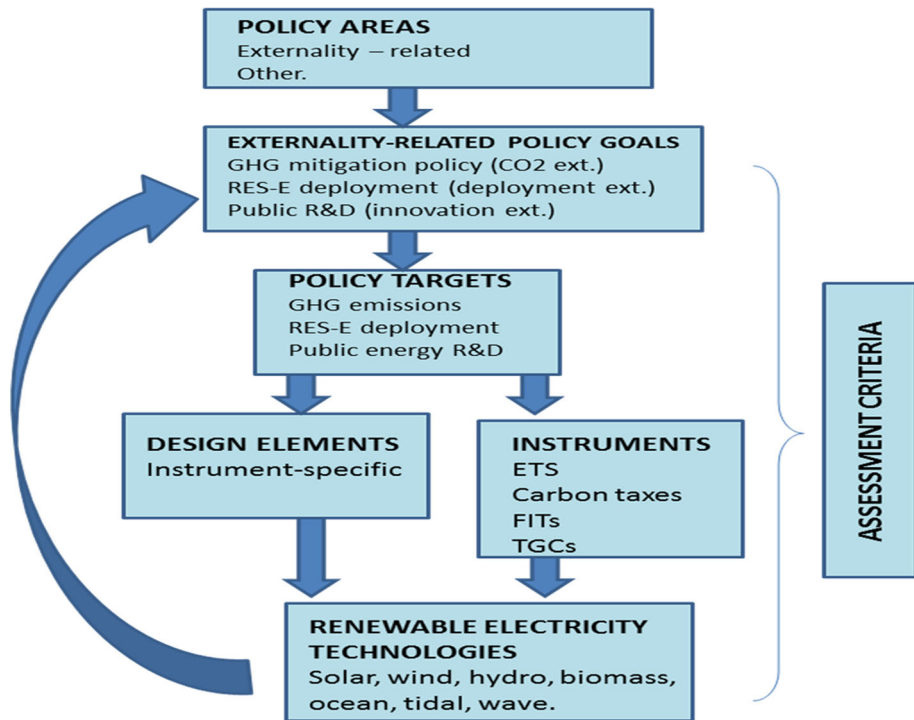 POLICY AREAS
Externality – related
Other.
EXTERNALITY-RELATED POLICY GOALS
GHG mitigation policy (CO2 ext.)
RES-E deployment (deployment ext.)
Public R&D (innovation ext.)
POLICY TARGETS
GHG emissions
RES-E deployment
Public energy R&D
DESIGN ELEMENTS
Instrument-specific
INSTRUMENTS
ETS
Carbon taxes
FITs
TGCs
RENEWABLE ELECTRICITY
TECHNOLOGIES
Solar, wind, hydro, biomass,
ocean, tidal, wave.
ASSESSMENT CRITERIA